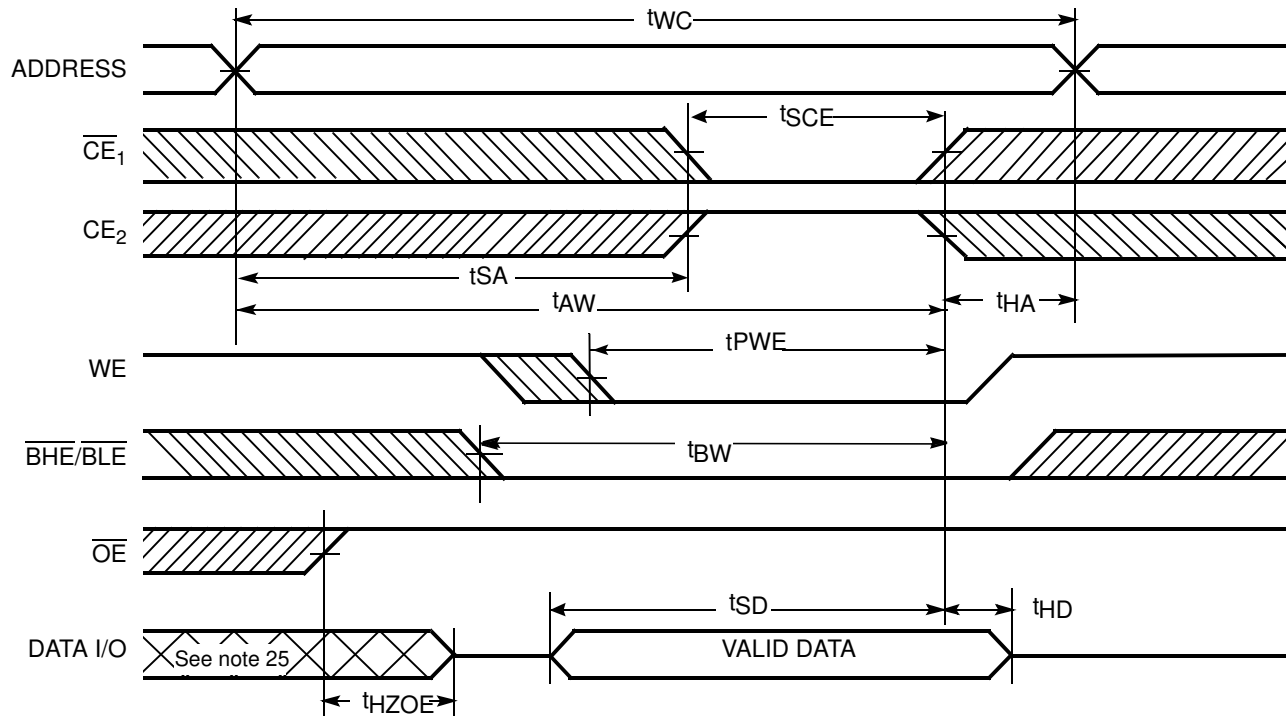 tWC
ADDRESS
tSCE
CE1
CE2
tSA
tAW
tHA
tPWE
WE
BHE/BLE
tBW
OE
tSD
tHD
DATA I/O
See note 25
VALID DATA
tHZOE